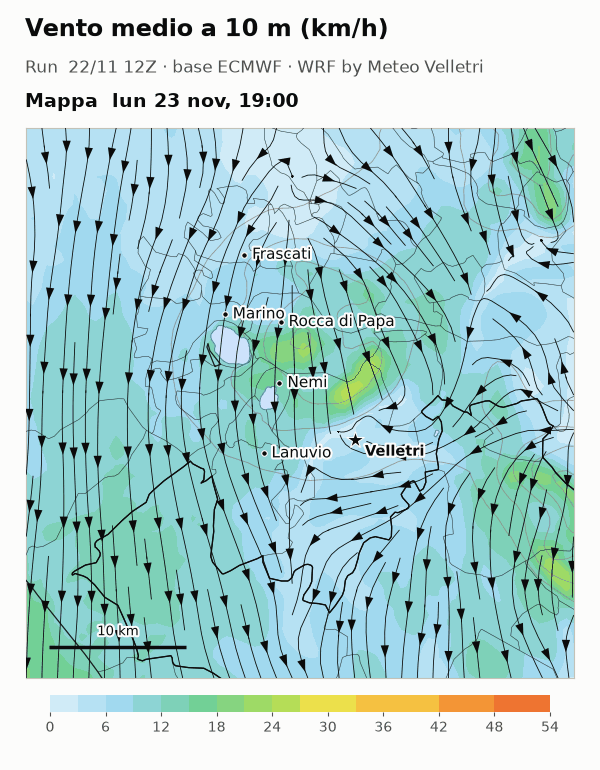 Vento medio a 10 m (km/h)
Run 22/11 12Z · base ECMWF · WRF by Meteo Velletri
Mappa lun 23 nov, 19:00
Frascati
Marino
Rocca di Papa
Nemi
Velletri
Lanuvio
10 km
0 6 12 18 24 30 36 42 48 54